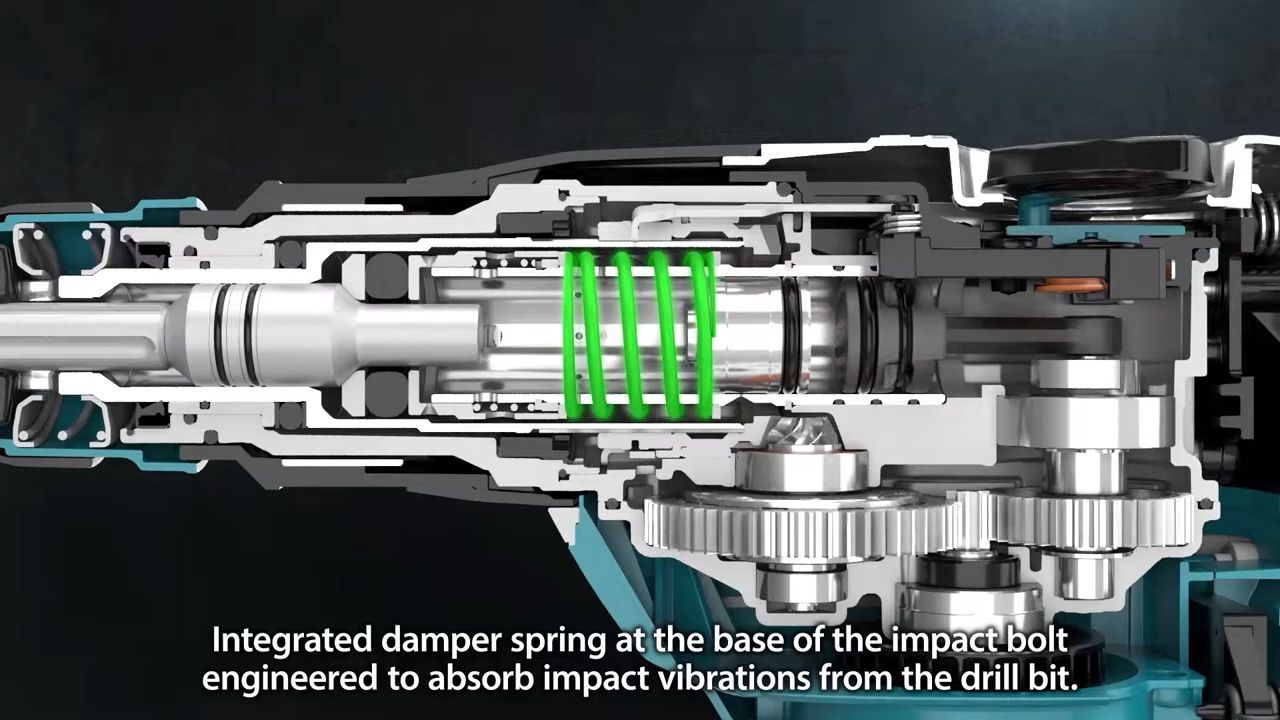 Integrated damper spring at the base of the impact bolt
engineered to absorb impact vibrations from the drill bit.